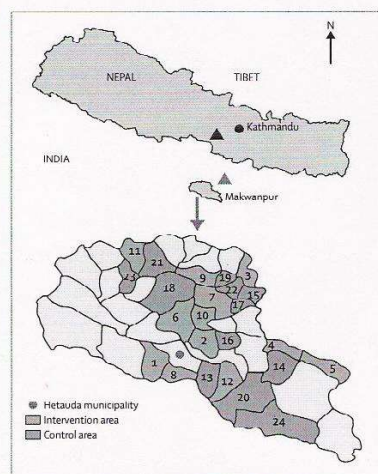 N
NEPAL
TIBET
Kathmandu
INDIA
Makwanpur
11
21
3
9
19
23
22
15
18
7
17
6
10
2
16
4
1
14
5
8
13
12
20
24
Hetauda municipality
Intervention area
Control area